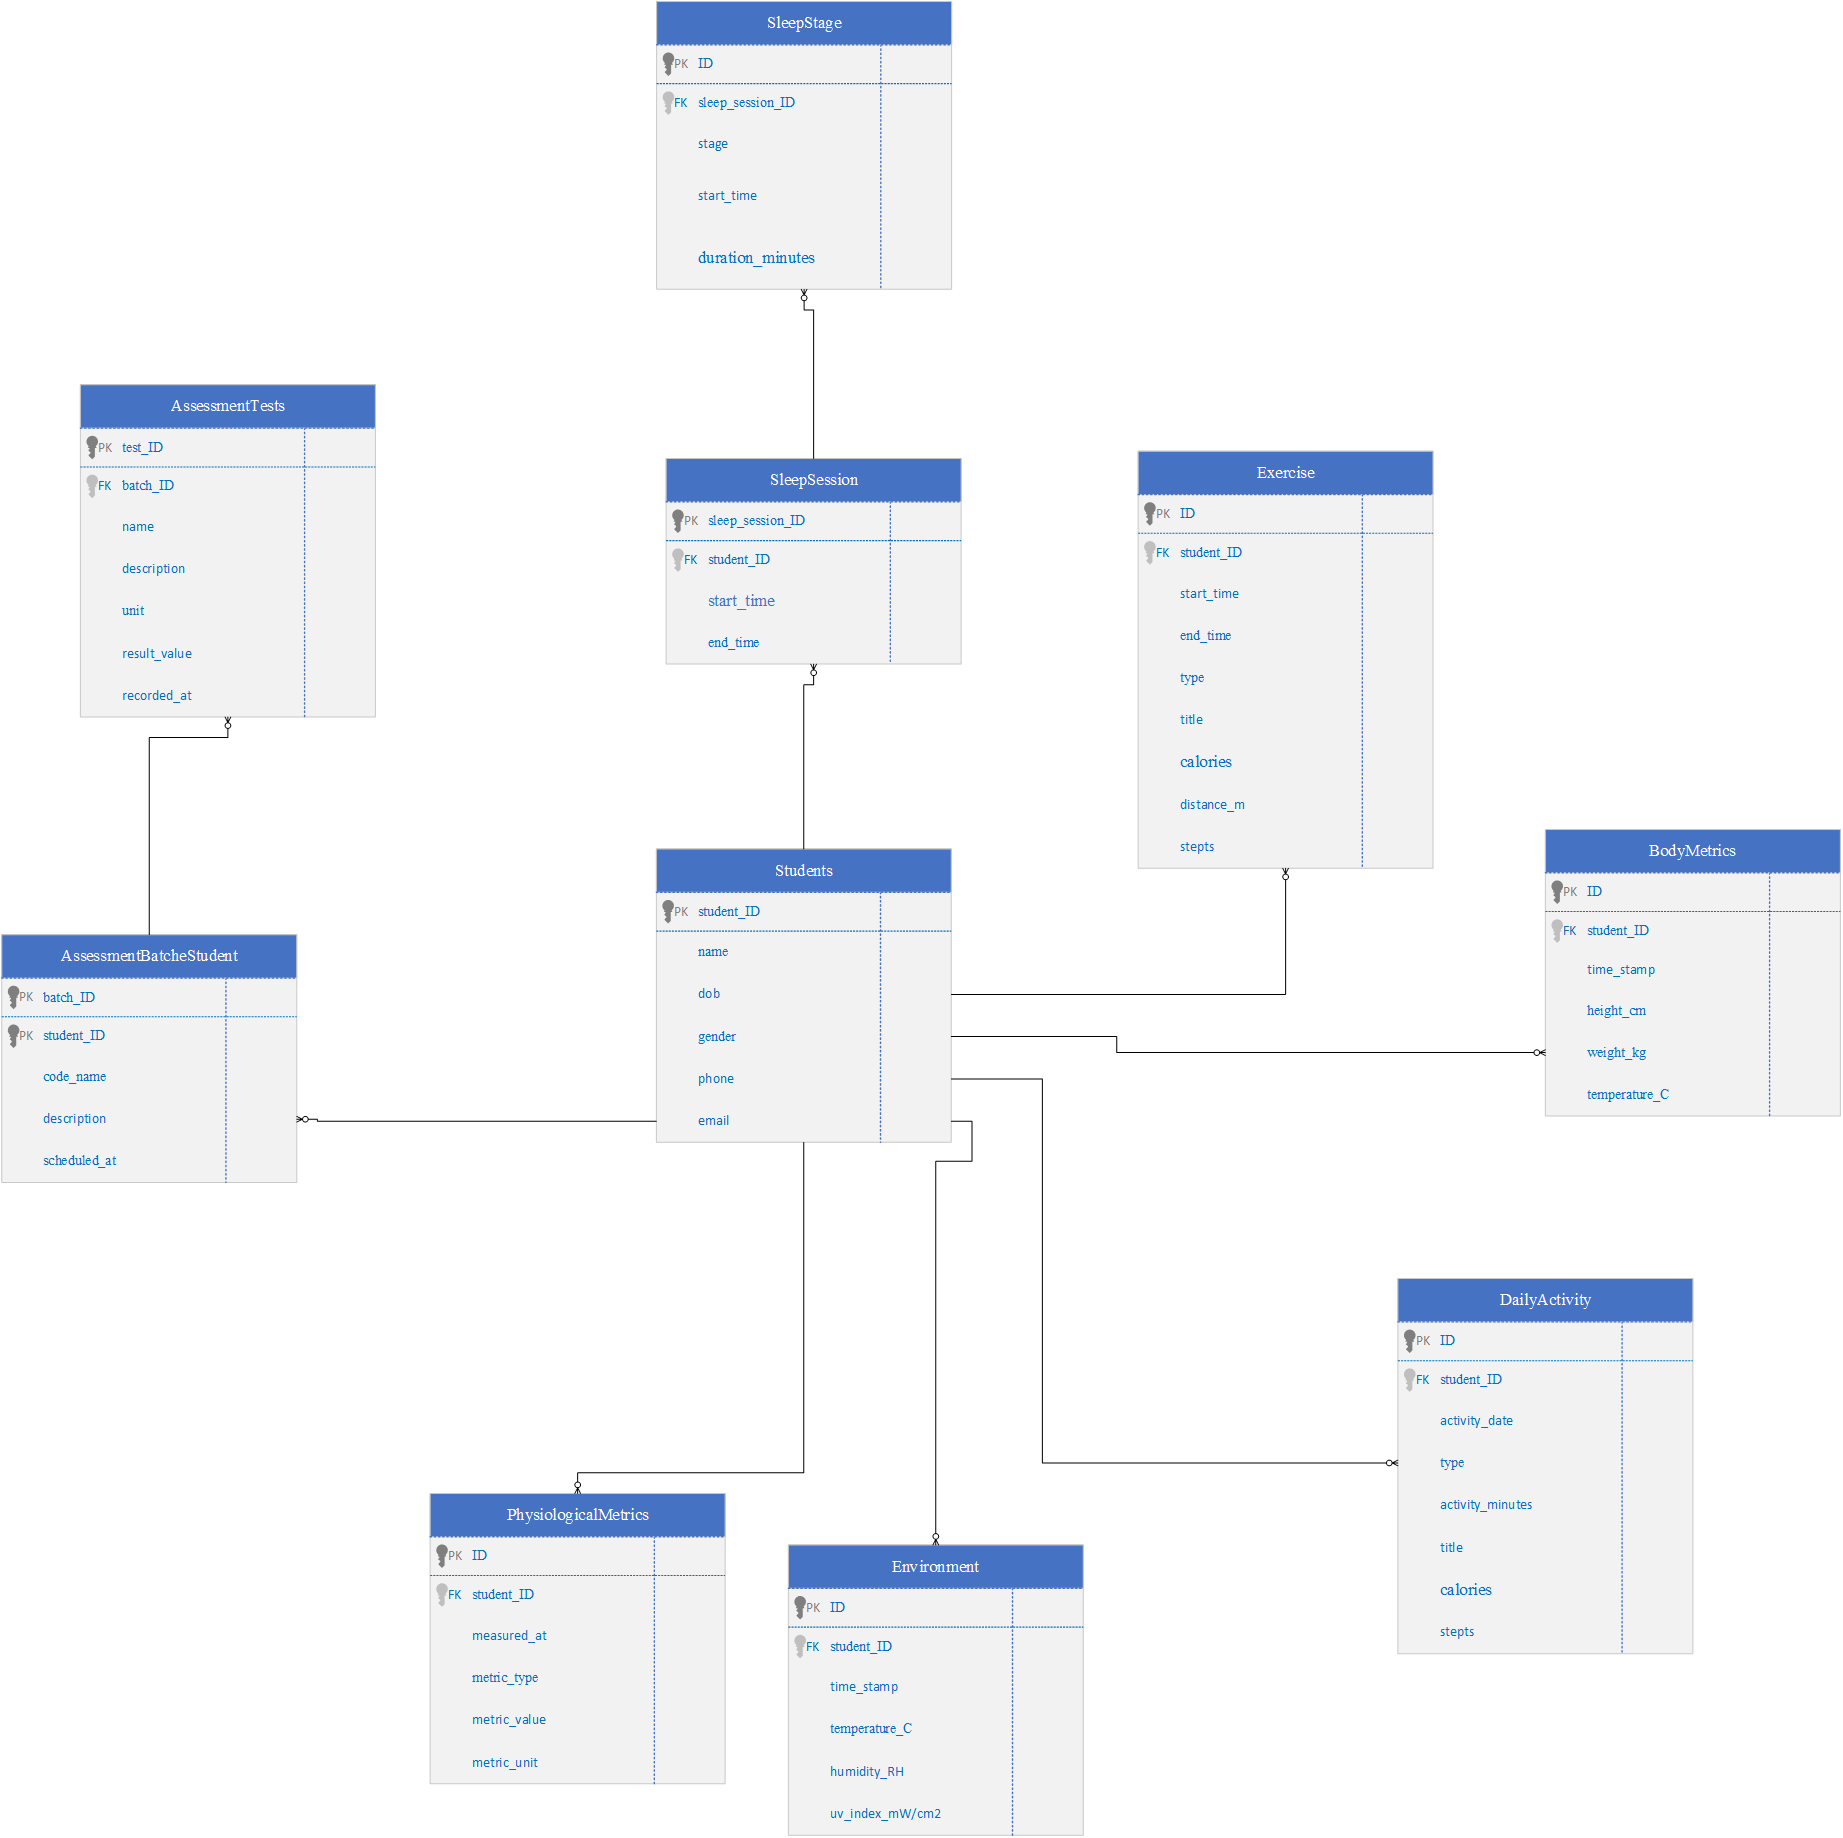 SleepStage
PK ID
FK sleep_session_ID
stage
start_time
duration_minutes
AssessmentTests
PK test_ID
FK batch_ID
name
description
unit
result_value
recorded_at
SleepSession
PK sleep_session_ID
FK student_ID
start_time
end_time
Exercise
PK ID
FK student_ID
start_time
end_time
type
title
calories
distance_m
stepts
BodyMetrics
PK ID
FK student_ID
time_stamp
height_cm
weight_kg
temperature_C
Students
PK student_ID
name
dob
gender
phone
email
AssessmentBatcheStudent
PK batch_ID
PK student_ID
code_name
description
scheduled_at
DailyActivity
PK ID
FK student_ID
activity_date
type
activity_minutes
title
calories
stepts
PhysiologicalMetrics
PK ID
FK student_ID
measured_at
metric_type
metric_value
metric_unit
Environment
PK ID
FK student_ID
time_stamp
temperature_C
humidity_RH
uv_index_mW/cm2